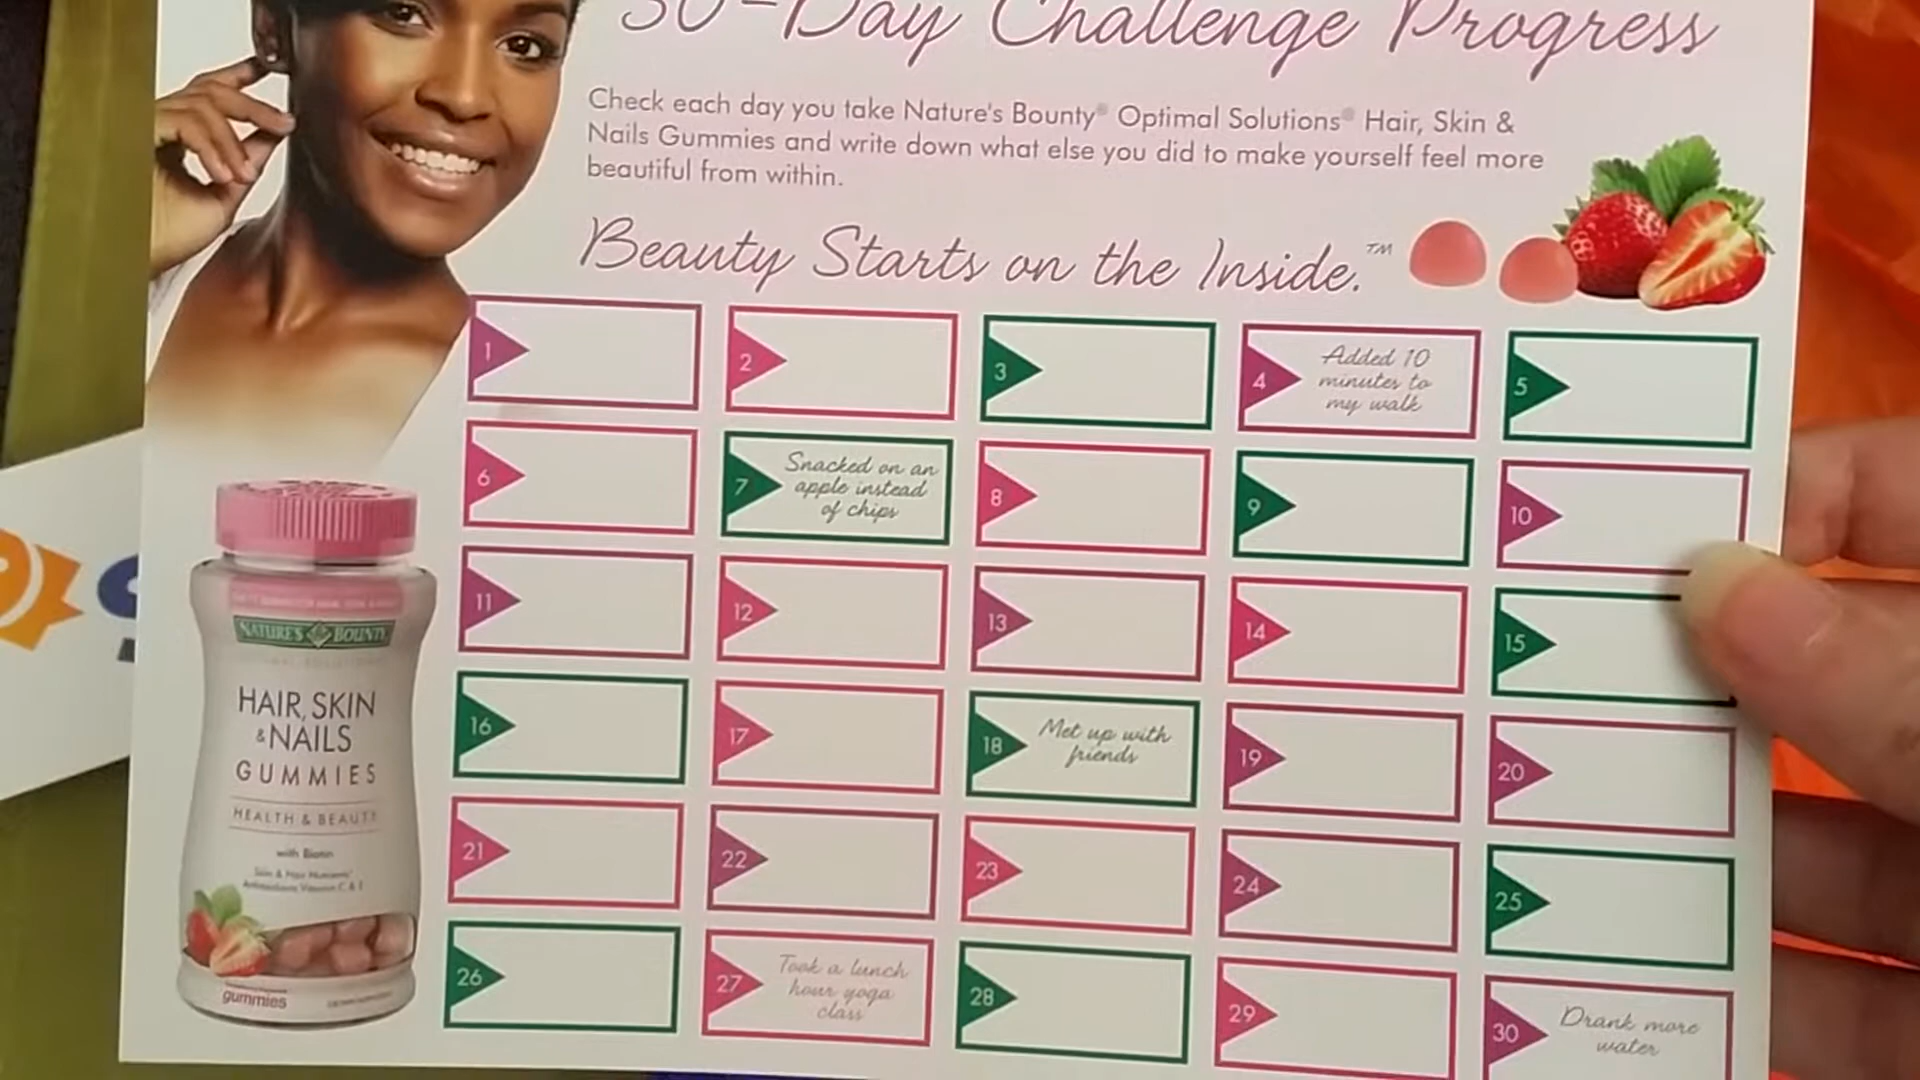 30-Day Challenge Progress
Check each day you take Nature's Bounty® Optimal Solutions® Hair, Skin &
Nails Gummies and write down what else you did to make yourself feel more
beautiful from within.
Beauty Starts on the Inside.™
1
2
3
4
Added 10
minutes to
my walk
5
6
7
Snacked on an
apple instead
of chips
8
9
10
11
12
13
14
15
16
17
18
Met up with
friends
19
20
21
22
23
24
25
26
27
Took a lunch
hour yoga
class
28
29
30
Drank more
water
NATURE'S BOUNTY
HAIR, SKIN
& NAILS
GUMMIES
HEALTH & BEAUTY
with Biotin
gummies